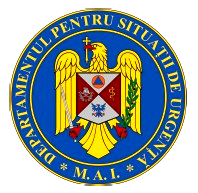 DEPARTAMENTUL PENTRU SITUAȚII DE URGENȚĂ
* M. A. I. *